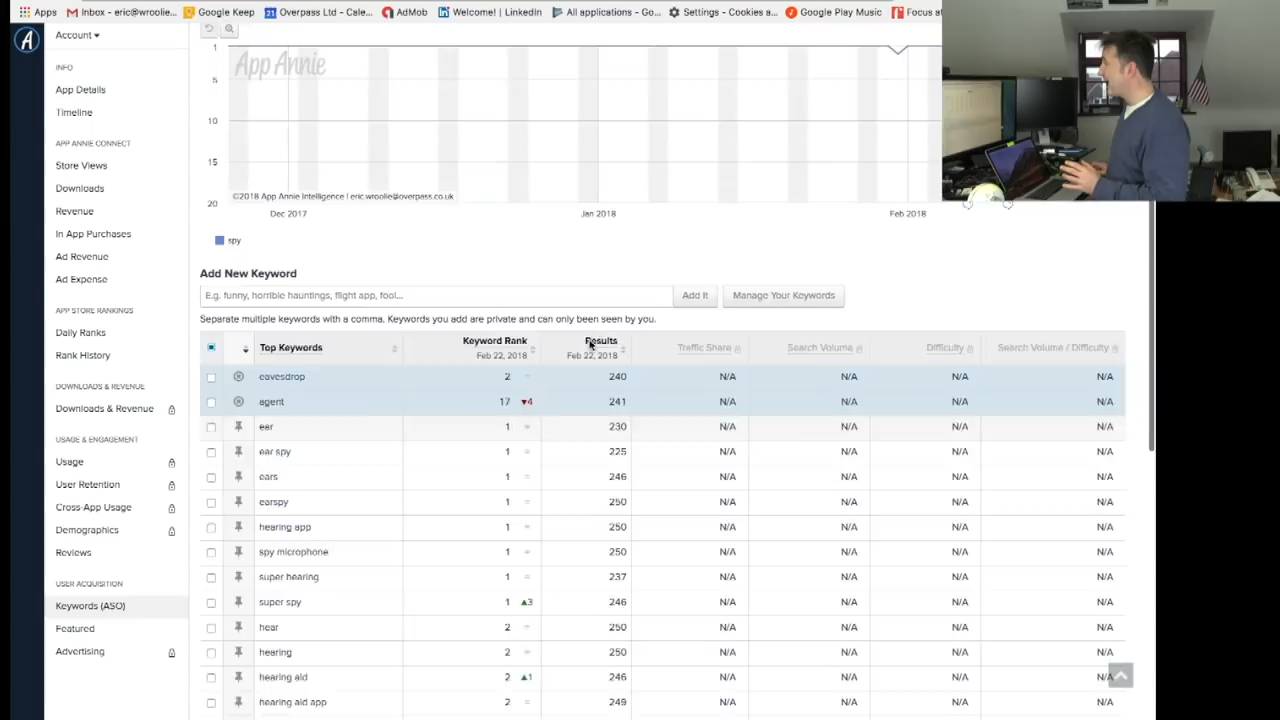 Apps Inbox - eric@wroolie... Google Keep Overpass Ltd - Cale... AdMob Welcome! | LinkedIn All applications - Go... Settings - Cookies a... Google Play Music Focus at
Account
1
INFO
App Annie
App Details
5
Timeline
10
APP ANNIE CONNECT
Store Views
15
Downloads
©2018 App Annie Intelligence | eric.wroolie@overpass.co.uk
20
Revenue
Dec 2017 Jan 2018 Feb 2018
In App Purchases
spy
Ad Revenue
Add New Keyword
Ad Expense
E.g. funny, horrible hauntings, flight app, fool... Add It Manage Your Keywords
APP STORE RANKINGS
Separate multiple keywords with a comma. Keywords you add are private and can only been seen by you.
Daily Ranks
Rank History
Top Keywords Keyword Rank Feb 22, 2018 Results Feb 22, 2018 Traffic Share Search Volume Difficulty Search Volume / Difficulty
eavesdrop 2 = 240 N/A N/A N/A N/A
DOWNLOADS & REVENUE
Downloads & Revenue
agent 17 ▼4 241 N/A N/A N/A N/A
ear 1 = 230 N/A N/A N/A N/A
USAGE & ENGAGEMENT
ear spy 1 = 225 N/A N/A N/A N/A
Usage
ears 1 = 246 N/A N/A N/A N/A
User Retention
earspy 1 = 250 N/A N/A N/A N/A
Cross-App Usage
hearing app 1 = 250 N/A N/A N/A N/A
Demographics
spy microphone 1 = 250 N/A N/A N/A N/A
Reviews
super hearing 1 = 237 N/A N/A N/A N/A
USER ACQUISITION
super spy 1 ▲3 246 N/A N/A N/A N/A
Keywords (ASO)
hear 2 = 250 N/A N/A N/A N/A
Featured
hearing 2 = 250 N/A N/A N/A N/A
Advertising
hearing aid 2 ▲1 246 N/A N/A N/A N/A
hearing aid app 2 = 249 N/A N/A N/A N/A